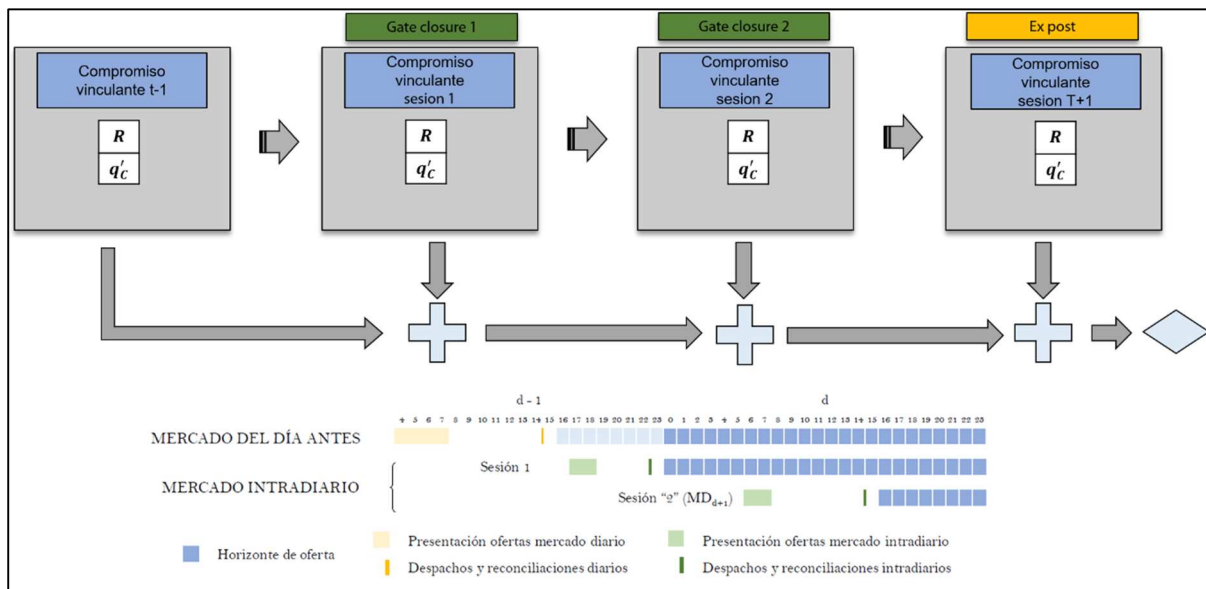 Gate closure 1
Gate closure 2
Ex post
Compromiso
vinculante t-1
R
q'C
Compromiso
vinculante
sesion 1
R
q'C
Compromiso
vinculante
sesion 2
R
q'C
Compromiso
vinculante
sesion T+1
R
q'C
d - 1
d
4 5 6 7 8 9 10 11 12 13 14 15 16 17 18 19 20 21 22 23 0 1 2 3 4 5 6 7 8 9 10 11 12 13 14 15 16 17 18 19 20 21 22 23
MERCADO DEL DÍA ANTES
Sesión 1
MERCADO INTRADIARIO
Sesión "2" (MDd+1)
Horizonte de oferta
Presentación ofertas mercado diario
Despachos y reconciliaciones diarios
Presentación ofertas mercado intradiario
Despachos y reconciliaciones intradiarios